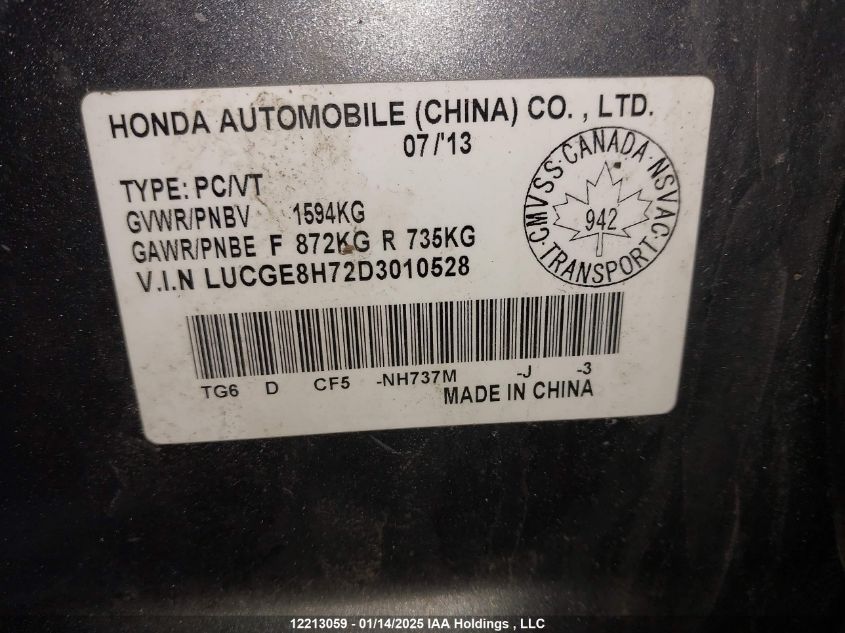 HONDA AUTOMOBILE (CHINA) CO. , LTD.
07/'13
TYPE: PC/VT
GVWR/PNBV 1594KG
GAWR/PNBE F 872KG R 735KG
V.I.N LUCGE8H72D3010528
CMVSS · CANADA · NSVAC · TRANSPORT ·
942
TG6 D CF5 -NH737M -J -3
MADE IN CHINA
12213059 - 01/14/2025 IAA Holdings , LLC